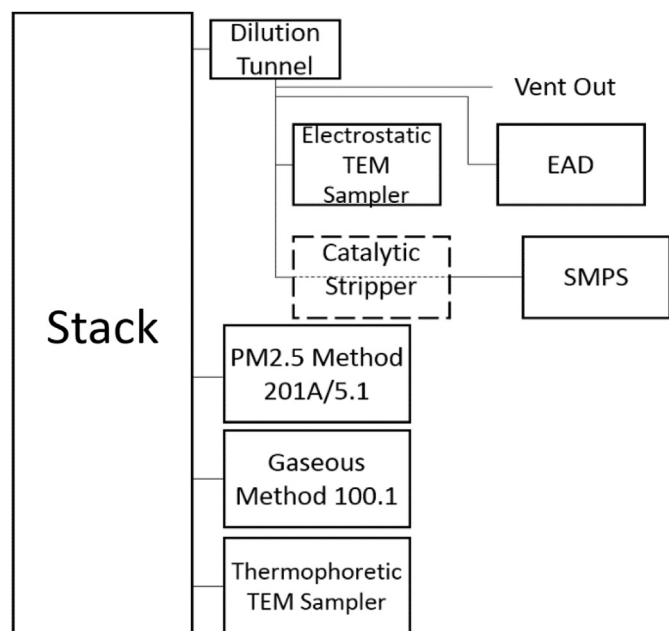 Dilution
Tunnel
Vent Out
Electrostatic
TEM
Sampler
EAD
Catalytic
Stripper
SMPS
Stack
PM2.5 Method
201A/5.1
Gaseous
Method 100.1
Thermophoretic
TEM Sampler